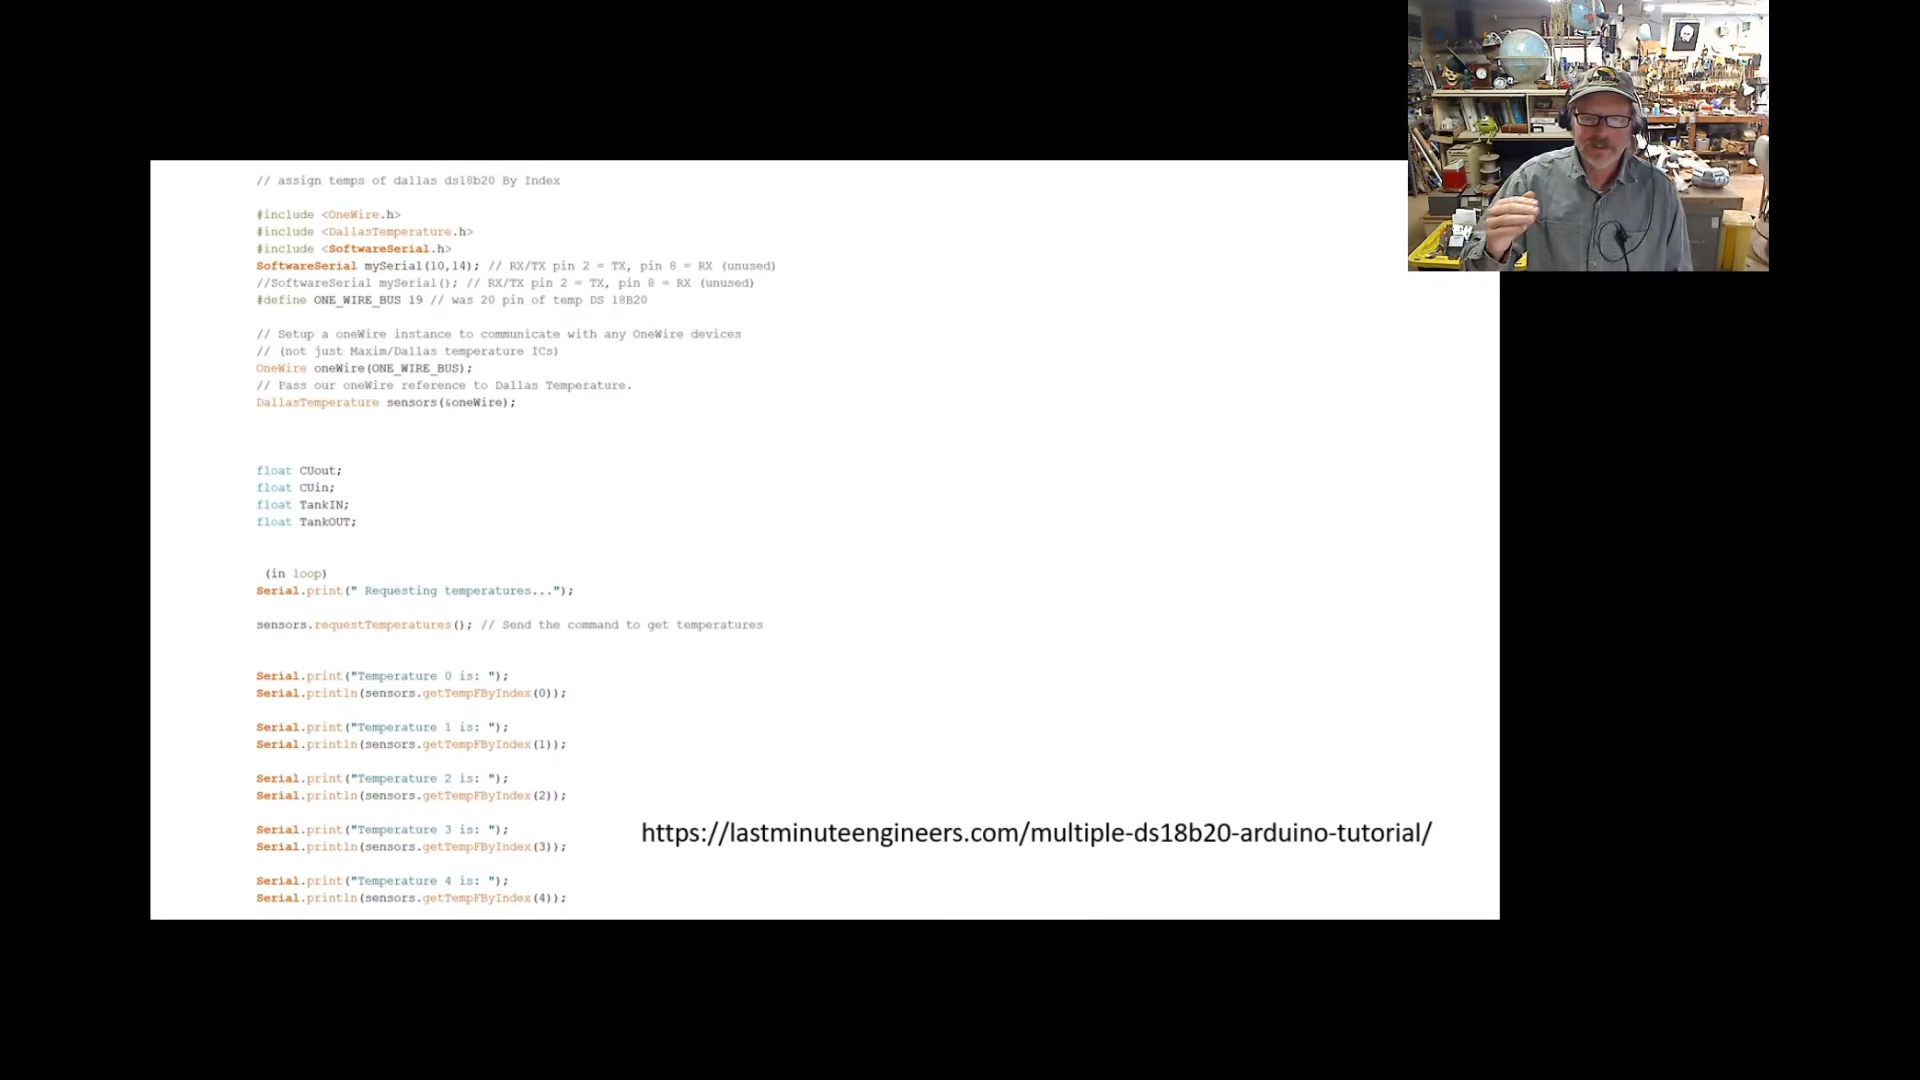 // assign temps of dallas ds18b20 By Index
#include <OneWire.h>
#include <DallasTemperature.h>
#include <SoftwareSerial.h>
SoftwareSerial mySerial(10,14); // RX/TX pin 2 = TX, pin 8 = RX (unused)
//SoftwareSerial mySerial(); // RX/TX pin 2 = TX, pin 8 = RX (unused)
#define ONE_WIRE_BUS 19 // was 20 pin of temp DS 18B20
// Setup a oneWire instance to communicate with any OneWire devices
// (not just Maxim/Dallas temperature ICs)
OneWire oneWire(ONE_WIRE_BUS);
// Pass our oneWire reference to Dallas Temperature.
DallasTemperature sensors(&oneWire);
float CUout;
float CUin;
float TankIN;
float TankOUT;
(in loop)
Serial.print(" Requesting temperatures...");
sensors.requestTemperatures(); // Send the command to get temperatures
Serial.print("Temperature 0 is: ");
Serial.println(sensors.getTempFByIndex(0));
Serial.print("Temperature 1 is: ");
Serial.println(sensors.getTempFByIndex(1));
Serial.print("Temperature 2 is: ");
Serial.println(sensors.getTempFByIndex(2));
Serial.print("Temperature 3 is: ");
Serial.println(sensors.getTempFByIndex(3));
https://lastminuteengineers.com/multiple-ds18b20-arduino-tutorial/
Serial.print("Temperature 4 is: ");
Serial.println(sensors.getTempFByIndex(4));